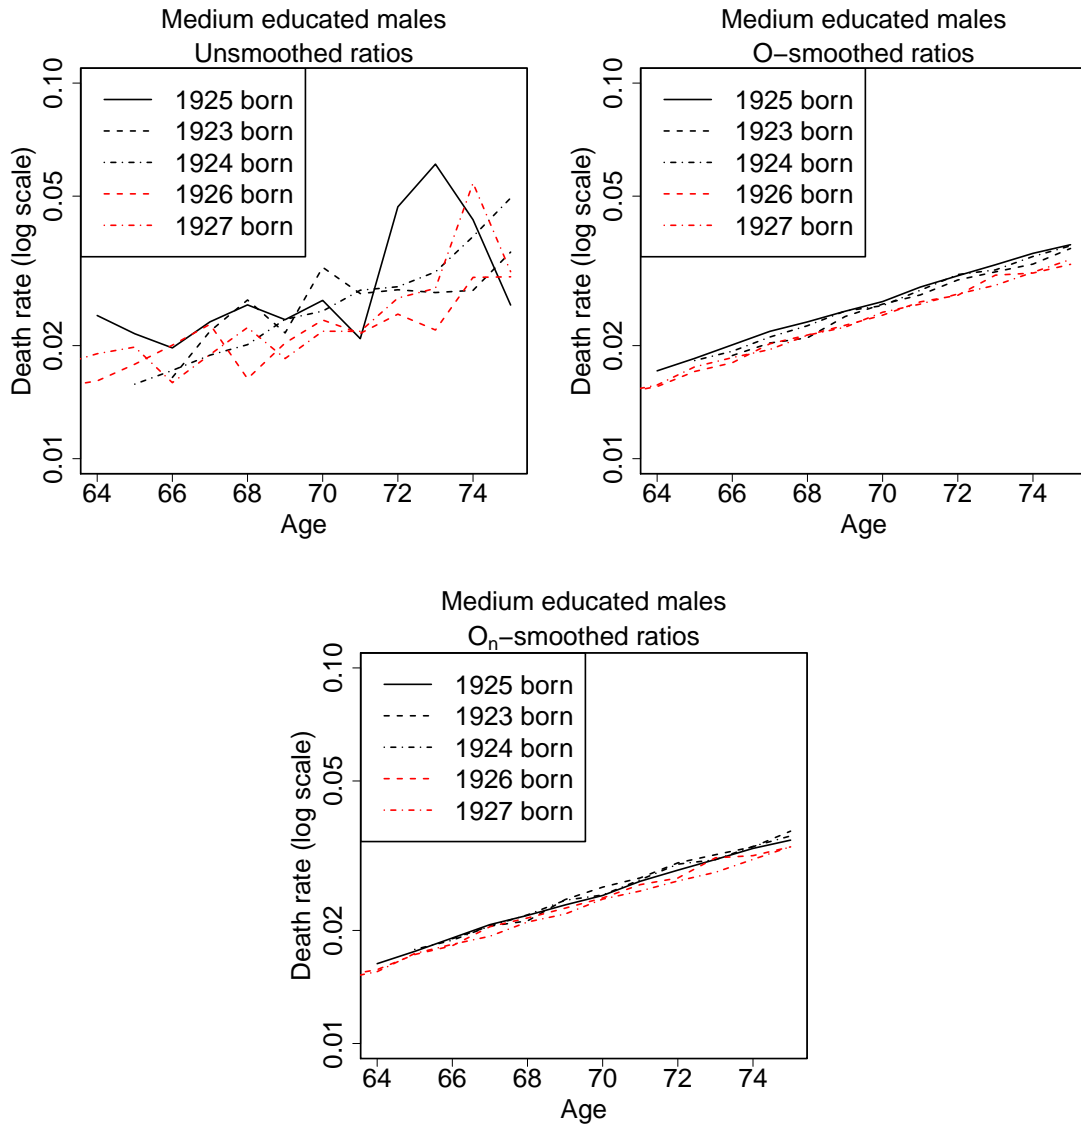 Medium educated males
Unsmoothed ratios
1925 born
1923 born
1924 born
1926 born
1927 born
Death rate (log scale)
0.10
0.05
0.02
0.01
64 66 68 70 72 74
Age
Medium educated males
O−smoothed ratios
1925 born
1923 born
1924 born
1926 born
1927 born
Death rate (log scale)
0.10
0.05
0.02
0.01
64 66 68 70 72 74
Age
Medium educated males
Oₙ−smoothed ratios
1925 born
1923 born
1924 born
1926 born
1927 born
Death rate (log scale)
0.10
0.05
0.02
0.01
64 66 68 70 72 74
Age